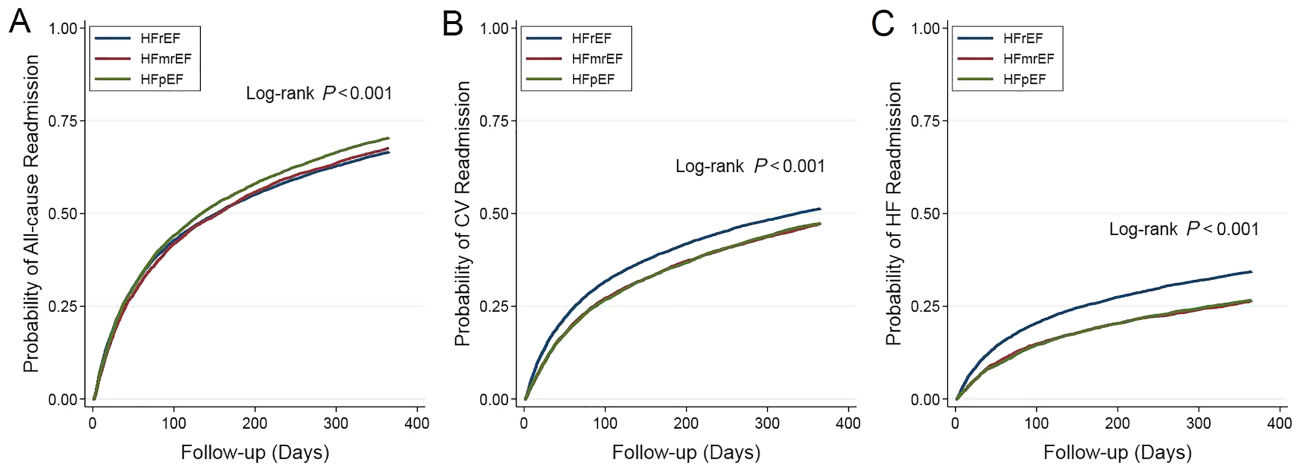 A
Probability of All-cause Readmission
1.00
0.75
0.50
0.25
0.00
HFrEF
HFmrEF
HFpEF
Log-rank P < 0.001
0 100 200 300 400
Follow-up (Days)
B
Probability of CV Readmission
1.00
0.75
0.50
0.25
0.00
HFrEF
HFmrEF
HFpEF
Log-rank P < 0.001
0 100 200 300 400
Follow-up (Days)
C
Probability of HF Readmission
1.00
0.75
0.50
0.25
0.00
HFrEF
HFmrEF
HFpEF
Log-rank P < 0.001
0 100 200 300 400
Follow-up (Days)